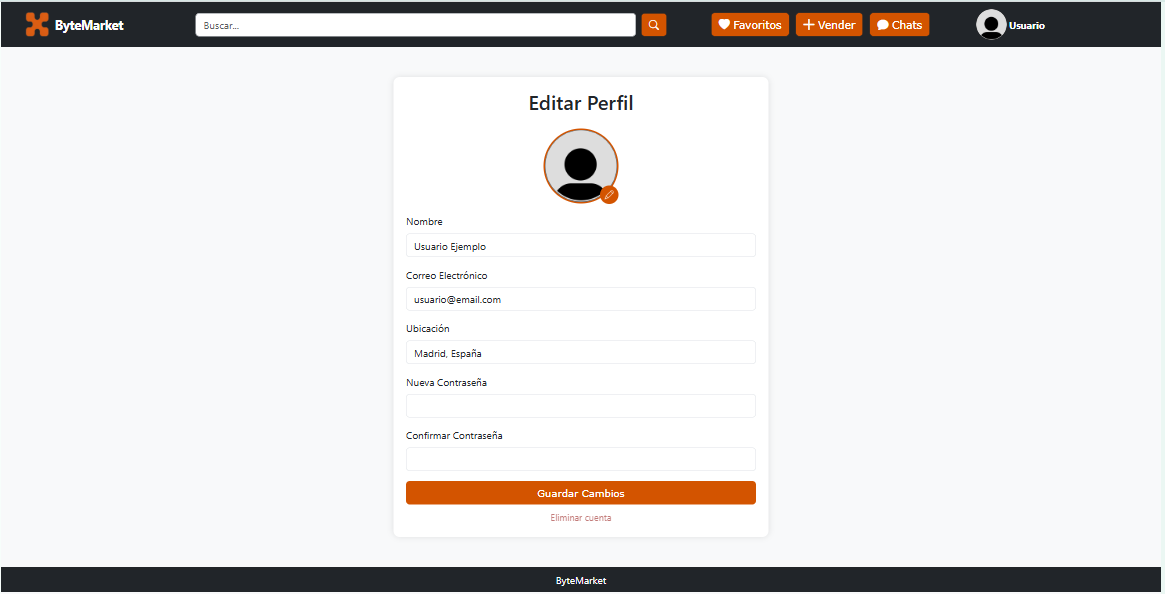 ByteMarket
Buscar...
Favoritos
Vender
Chats
Usuario
Editar Perfil
Nombre
Usuario Ejemplo
Correo Electrónico
usuario@email.com
Ubicación
Madrid, España
Nueva Contraseña
Confirmar Contraseña
Guardar Cambios
Eliminar cuenta
ByteMarket